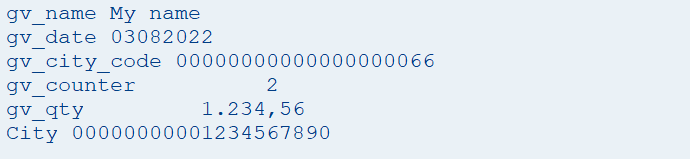 gv_name My name
gv_date 03082022
gv_city_code 00000000000000000066
gv_counter          2
gv_qty         1.234,56
City 00000000001234567890